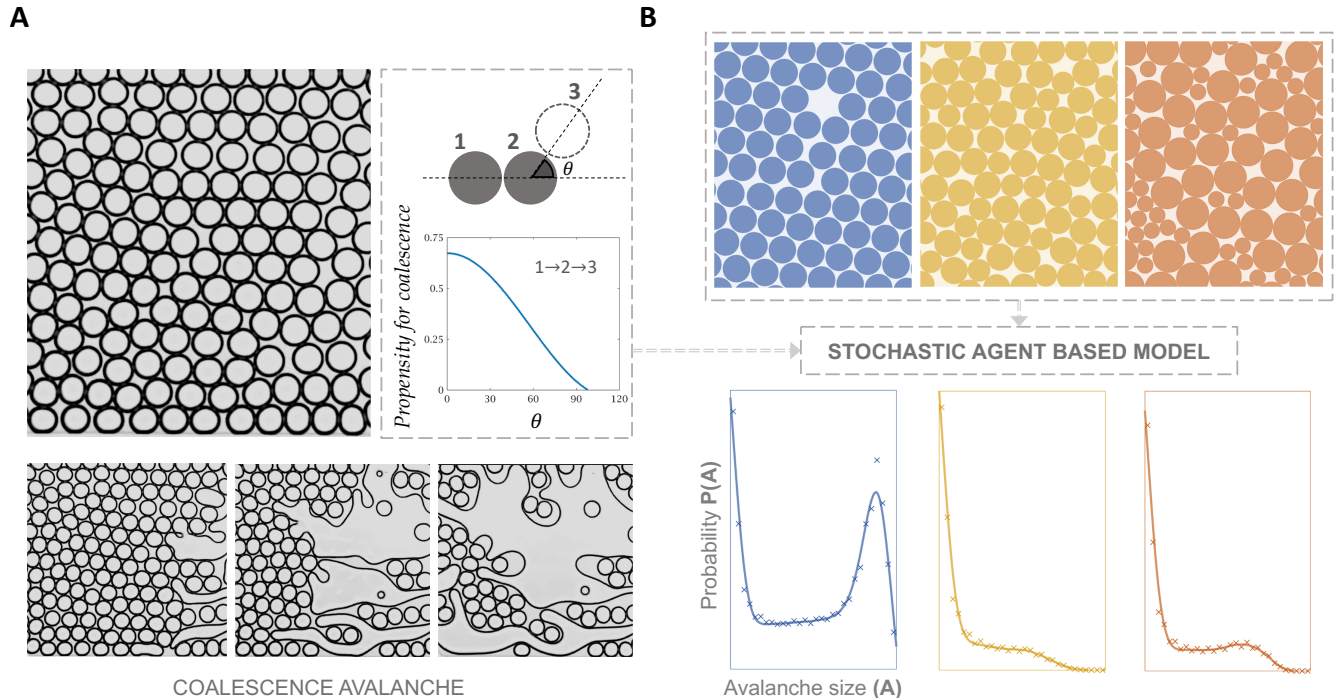 A
3
1
2
θ
Propensity for coalescence
0.75
0.5
0.25
0
1→2→3
0
30
60
90
120
θ
COALESCENCE AVALANCHE
B
STOCHASTIC AGENT BASED MODEL
Probability P(A)
Avalanche size (A)